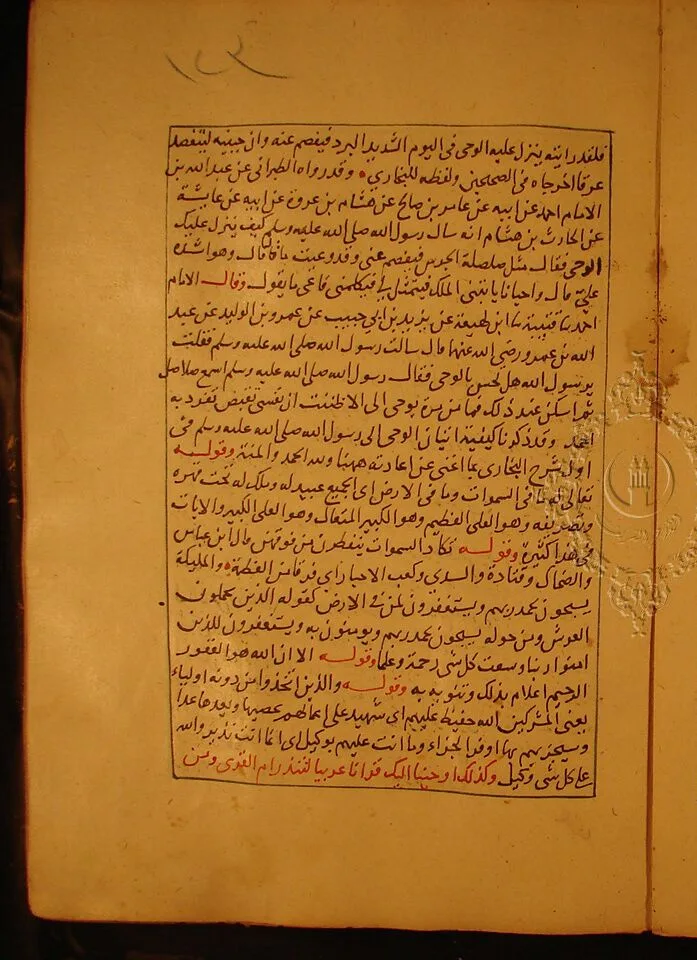 فلقد رايته ينزل عليه الوحي في اليوم الشديد البرد فيفصم عنه وان جبينه ليتفصد
عرقا اخرجاه في الصحيحين ولفظه للبخاري وقد رواه الطبراني عن عبد الله بن
الامام احمد عن ابيه عن عامر بن صالح عن هشام بن عروة عن ابيه عن عايشة
عن الحارث بن هشام انه سال رسول الله صلى الله عليه وسلم كيف ينزل عليك
الوحي فقال مثل صلصلة الجرس فيفصم عني وقد وعيت ما قال قال وهو اشده
علي قال واحيانا ياتيني الملك فيتمثل لي فيكلمني فاعي ما يقول وقال الامام
احمد ثنا قتيبة ثنا ابن لهيعة عن يزيد بن ابي حبيب عن عمرو بن الوليد عن عبد
الله بن عمرو رضي الله عنهما قال سالت رسول الله صلى الله عليه وسلم فقلت
يرسول الله هل تحس بالوحي فقال رسول الله صلى الله عليه وسلم اسمع صلاصل
ثم اسكن عند ذلك فما من مرة يوحى الى الا ظننت ان نفسي تقبض تفرد به
احمد وقد ذكرنا كيفية اتيان الوحي الى رسول الله صلى الله عليه وسلم في
اول شرح البخاري بما اغنى عن اعادته ههنا ولله الحمد والمنة وقوله
تعالى له ما في السموات وما في الارض اي الجميع عبيد له وملك له تحت قهره
وتصريفه وهو العلي العظيم وهو الكبير المتعال وهو العلي الكبير والايات
في هذا كثيرة وقوله تكاد السموات يتفطرن من فوقهن قال ابن عباس
والضحاك وقتادة والسدي وكعب الاحبار اي فرقا من العظمة والمليكة
يسبحون بحمد ربهم ويستغفرون لمن في الارض كقوله الذين يحملون
العرش ومن حوله يسبحون بحمد ربهم ويومنون به ويستغفرون للذين
امنوا ربنا وسعت كل شي رحمة وعلما وقوله الا ان الله هو الغفور
الرحيم اعلام بذلك وتنويه به وقوله والذين اتخذوا من دونه اولياء
يعني المشركين الله حفيظ عليهم اي شهيد على اعمالهم يحصيها ويعدها عدا
وسيجزيهم بها اوفر الجزاء وما انت عليهم بوكيل اي انما انت نذير والله
على كل شي وكيل وكذلك اوحينا اليك قرانا عربيا لتنذر ام القرى ومن